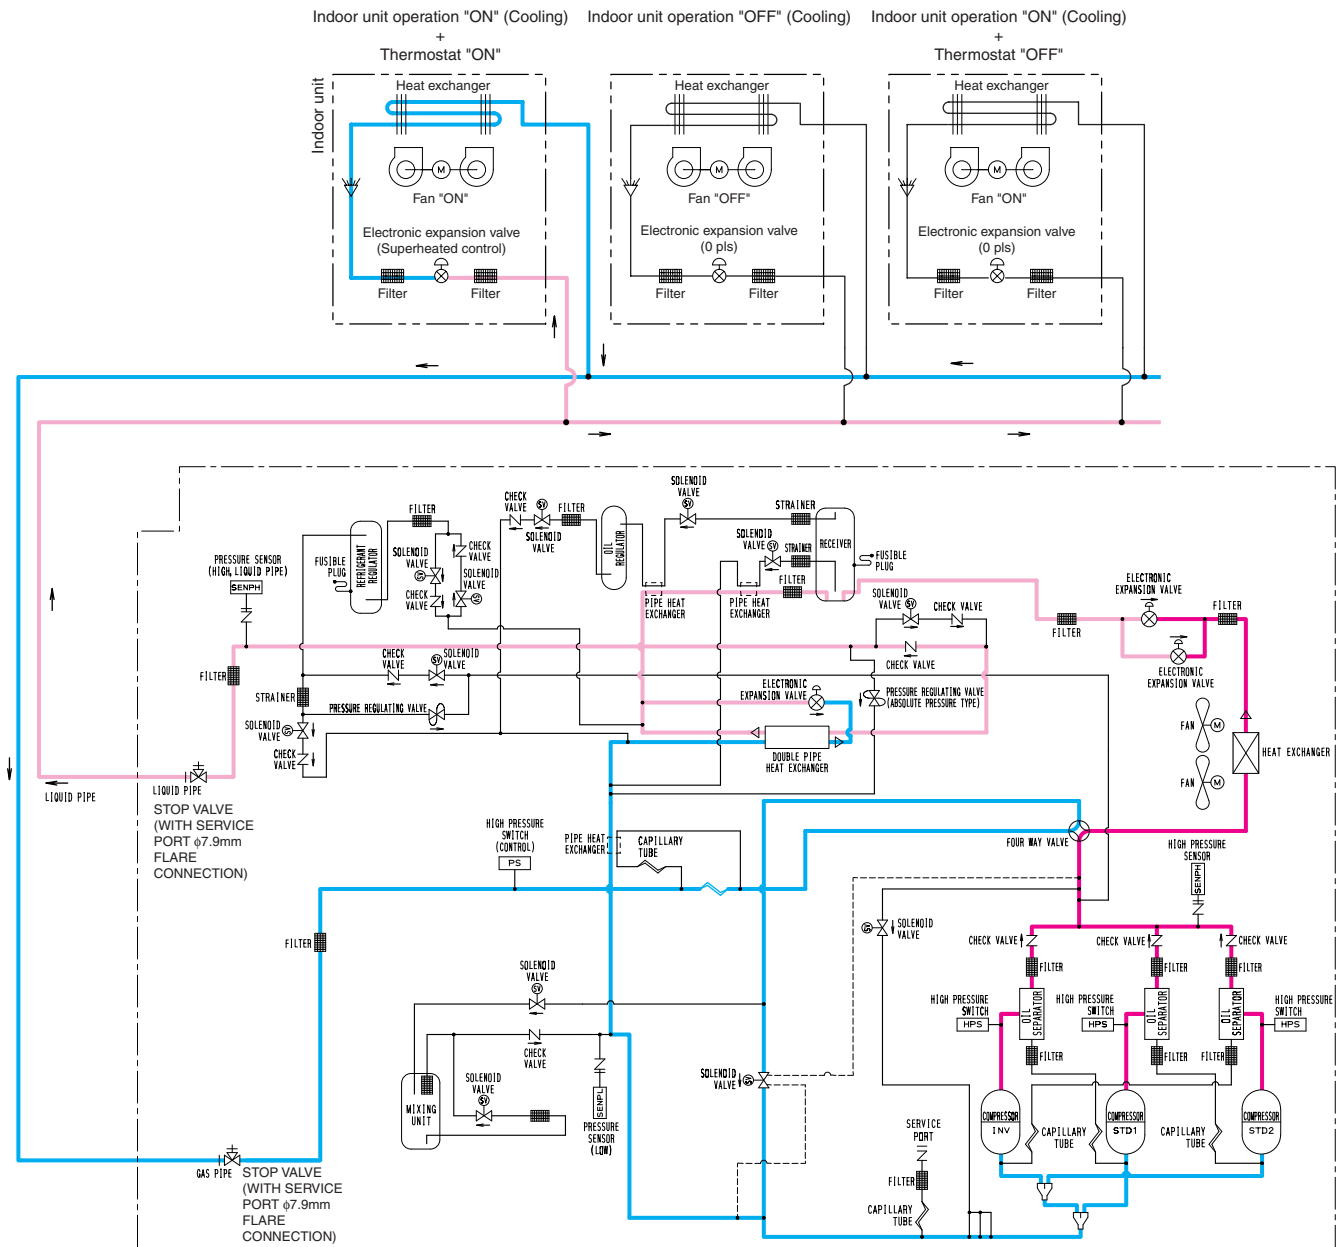 Indoor unit operation "ON" (Cooling)
+
Thermostat "ON"
Indoor unit operation "OFF" (Cooling)
Indoor unit operation "ON" (Cooling)
+
Thermostat "OFF"
Indoor unit
Heat exchanger
Fan "ON"
M
Electronic expansion valve
(Superheated control)
Filter
Filter
Heat exchanger
M
Fan "OFF"
Electronic expansion valve
(0 pls)
Filter
Filter
Heat exchanger
M
Fan "ON"
Electronic expansion valve
(0 pls)
Filter
Filter
PRESSURE SENSOR
(HIGH, LIQUID PIPE)
SENPH
FUSIBLE
PLUG
REFRIGERANT
REGULATOR
FILTER
SOLENOID
VALVE
SV
CHECK
VALVE
CHECK
VALVE
SOLENOID
VALVE
SV
CHECK
VALVE
SV
SOLENOID
VALVE
FILTER
OIL
REGULATOR
SOLENOID
VALVE
SV
STRAINER
SOLENOID
VALVE
SV
STRAINER
RECEIVER
FUSIBLE
PLUG
FILTER
PIPE HEAT
EXCHANGER
PIPE HEAT
EXCHANGER
SOLENOID
VALVE
SV
CHECK VALVE
CHECK VALVE
FILTER
ELECTRONIC
EXPANSION VALVE
FILTER
ELECTRONIC
EXPANSION VALVE
FILTER
CHECK
VALVE
SOLENOID
VALVE
SV
STRAINER
PRESSURE REGULATING VALVE
SOLENOID
VALVE
SV
CHECK
VALVE
ELECTRONIC
EXPANSION VALVE
PRESSURE REGULATING VALVE
(ABSOLUTE PRESSURE TYPE)
DOUBLE PIPE
HEAT EXCHANGER
FAN
M
FAN
M
HEAT EXCHANGER
LIQUID PIPE
LIQUID PIPE
STOP VALVE
(WITH SERVICE
PORT φ7.9mm
FLARE
CONNECTION)
HIGH PRESSURE
SWITCH
(CONTROL)
PS
PIPE HEAT
EXCHANGER
CAPILLARY
TUBE
FOUR WAY VALVE
HIGH PRESSURE
SENSOR
SENPH
SV
SOLENOID
VALVE
FILTER
CHECK VALVE
CHECK VALVE
CHECK VALVE
FILTER
FILTER
FILTER
HIGH PRESSURE
SWITCH
HPS
OIL
SEPARATOR
HIGH PRESSURE
SWITCH
HPS
OIL
SEPARATOR
OIL
SEPARATOR
HIGH PRESSURE
SWITCH
HPS
FILTER
FILTER
FILTER
SOLENOID
VALVE
SV
CHECK
VALVE
SOLENOID
VALVE
SV
MIXING
UNIT
SENPL
PRESSURE
SENSOR
(LOW)
SOLENOID
VALVE
SV
SERVICE
PORT
FILTER
CAPILLARY
TUBE
COMPRESSOR
INV
CAPILLARY
TUBE
COMPRESSOR
STD1
CAPILLARY
TUBE
COMPRESSOR
STD2
GAS PIPE
STOP VALVE
(WITH SERVICE
PORT φ7.9mm
FLARE
CONNECTION)